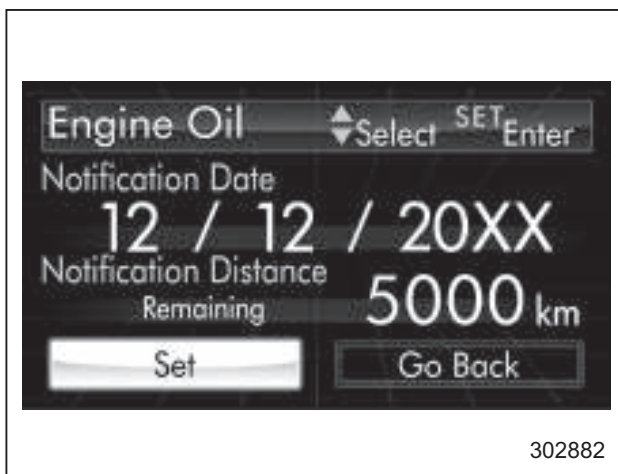 Engine Oil Select SET Enter
Notification Date
12 / 12 / 20XX
Notification Distance
Remaining 5000 km
Set Go Back
302882